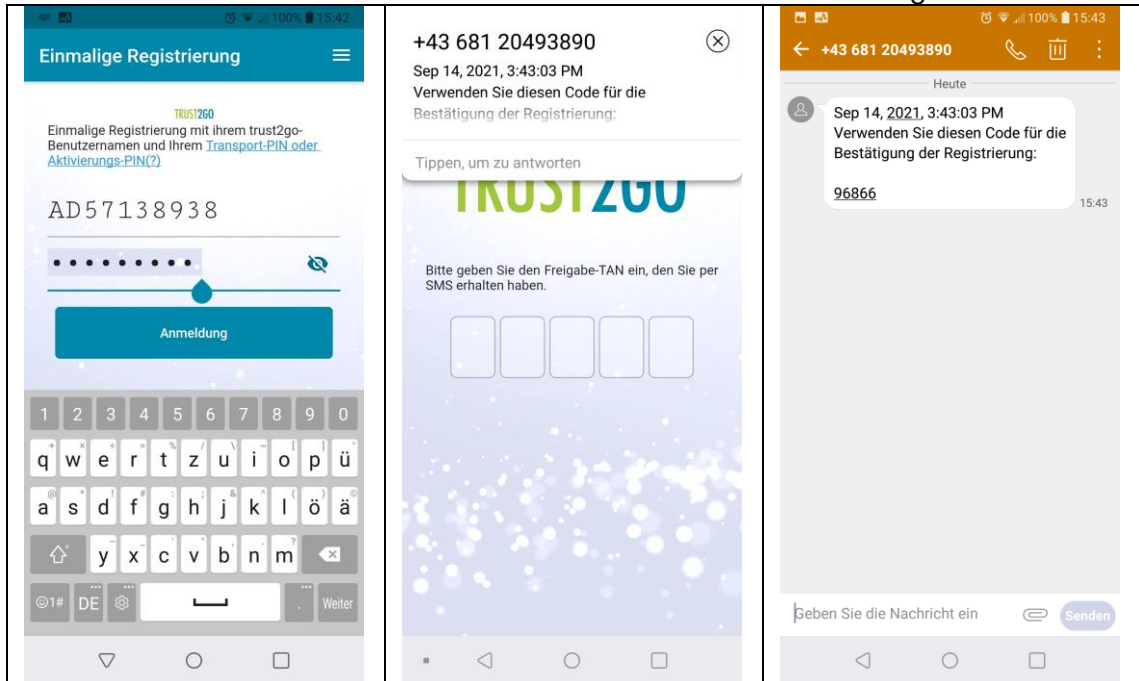 100% 15:42
Einmalige Registrierung
TRUST2GO
Einmalige Registrierung mit ihrem trust2go-
Benutzernamen und Ihrem Transport-PIN oder
Aktivierungs-PIN(?)
AD57138938
Anmeldung
1 2 3 4 5 6 7 8 9 0
q w e r t z u i o p ü
a s d f g h j k l ö ä
y x c v b n m
©1# DE . Weiter
+43 681 20493890
Sep 14, 2021, 3:43:03 PM
Verwenden Sie diesen Code für die
Bestätigung der Registrierung:
Tippen, um zu antworten
TRUST2GO
Bitte geben Sie den Freigabe-TAN ein, den Sie per
SMS erhalten haben.
100% 15:43
+43 681 20493890
Heute
Sep 14, 2021, 3:43:03 PM
Verwenden Sie diesen Code für die
Bestätigung der Registrierung:
96866
15:43
Geben Sie die Nachricht ein
Senden